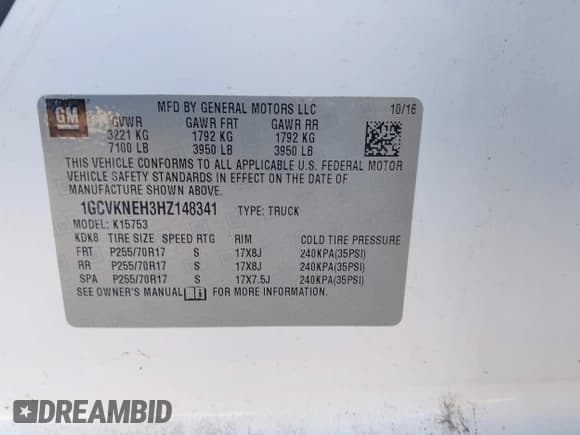 MFD BY GENERAL MOTORS LLC 10/16
GM
GVWR GAWR FRT GAWR RR
3221 KG 1792 KG 1792 KG
7100 LB 3950 LB 3950 LB
THIS VEHICLE CONFORMS TO ALL APPLICABLE U.S. FEDERAL MOTOR
VEHICLE SAFETY STANDARDS IN EFFECT ON THE DATE OF
MANUFACTURE SHOWN ABOVE.
1GCVKNEH3HZ148341 TYPE: TRUCK
MODEL: K15753
KDK8 TIRE SIZE SPEED RTG RIM COLD TIRE PRESSURE
FRT P255/70R17 S 17X8J 240KPA(35PSI)
RR P255/70R17 S 17X8J 240KPA(35PSI)
SPA P255/70R17 S 17X7.5J 240KPA(35PSI)
SEE OWNER'S MANUAL FOR MORE INFORMATION.
DREAMBID